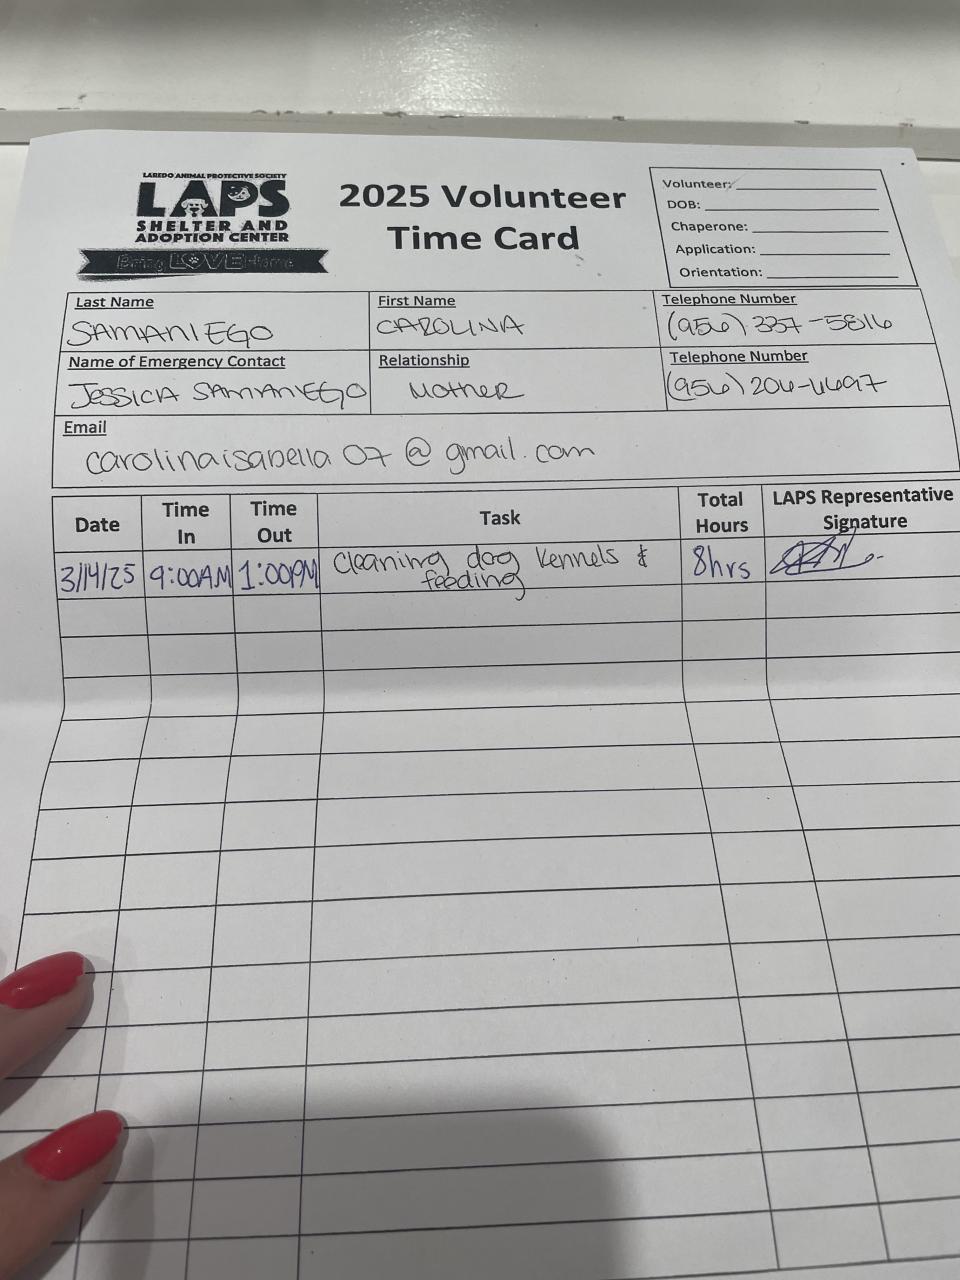 LAREDO ANIMAL PROTECTIVE SOCIETY
LAPS
SHELTER AND
ADOPTION CENTER
Bring LOVE Home
2025 Volunteer
Time Card
Volunteer:
DOB:
Chaperone:
Application:
Orientation:
Last Name
SAMANIEGO
First Name
CAROLINA
Telephone Number
(956) 337-5816
Name of Emergency Contact
JESSICA SAMANIEGO
Relationship
MOTHER
Telephone Number
(956) 206-6697
Email
carolinaisabella07@gmail.com
Date
Time
In
Time
Out
Task
Total
Hours
LAPS Representative
Signature
3/14/25 9:00AM 1:00PM Cleaning dog kennels &
feeding
8hrs